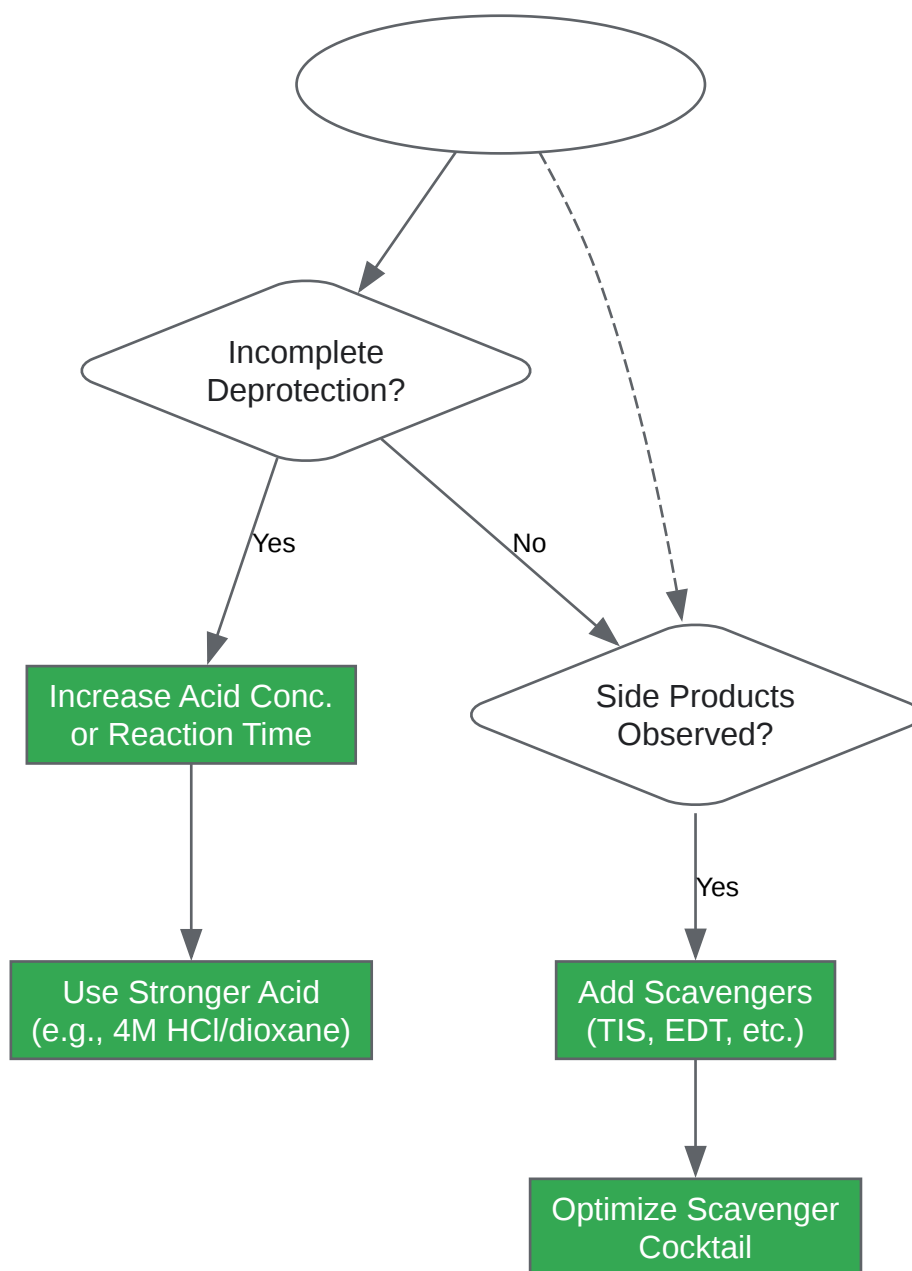 Incomplete
Deprotection?
Yes
No
Increase Acid Conc.
or Reaction Time
Side Products
Observed?
Yes
Use Stronger Acid
(e.g., 4M HCl/dioxane)
Add Scavengers
(TIS, EDT, etc.)
Optimize Scavenger
Cocktail